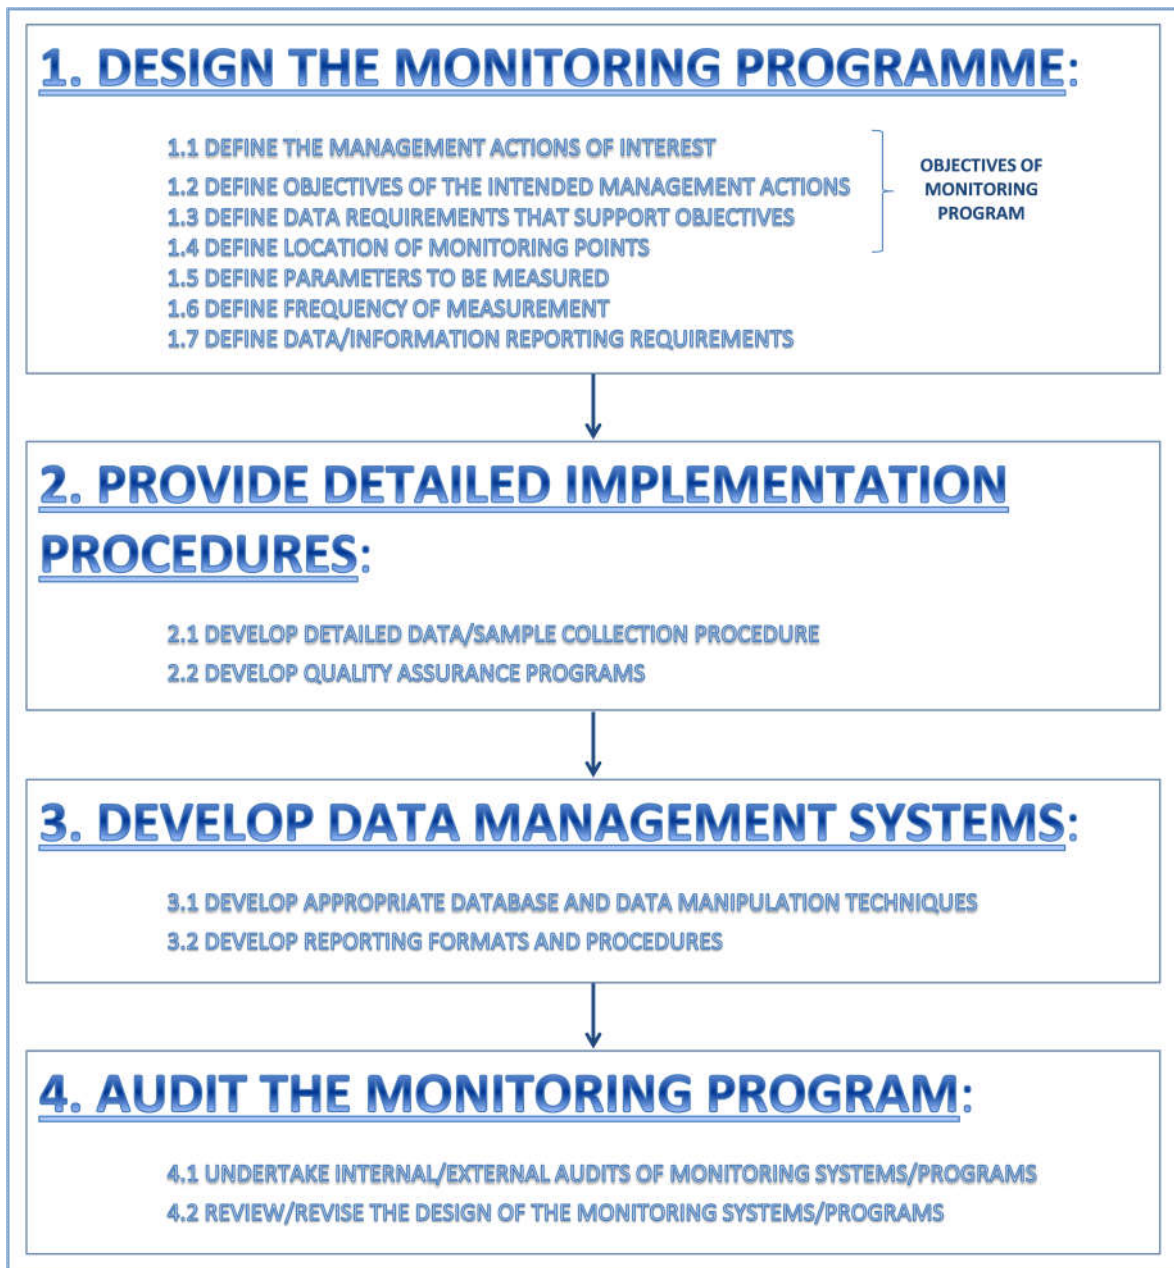 1. DESIGN THE MONITORING PROGRAMME:
1.1 DEFINE THE MANAGEMENT ACTIONS OF INTEREST
1.2 DEFINE OBJECTIVES OF THE INTENDED MANAGEMENT ACTIONS
1.3 DEFINE DATA REQUIREMENTS THAT SUPPORT OBJECTIVES
1.4 DEFINE LOCATION OF MONITORING POINTS
OBJECTIVES OF
MONITORING
PROGRAM
1.5 DEFINE PARAMETERS TO BE MEASURED
1.6 DEFINE FREQUENCY OF MEASUREMENT
1.7 DEFINE DATA/INFORMATION REPORTING REQUIREMENTS
2. PROVIDE DETAILED IMPLEMENTATION
PROCEDURES:
2.1 DEVELOP DETAILED DATA/SAMPLE COLLECTION PROCEDURE
2.2 DEVELOP QUALITY ASSURANCE PROGRAMS
3. DEVELOP DATA MANAGEMENT SYSTEMS:
3.1 DEVELOP APPROPRIATE DATABASE AND DATA MANIPULATION TECHNIQUES
3.2 DEVELOP REPORTING FORMATS AND PROCEDURES
4. AUDIT THE MONITORING PROGRAM:
4.1 UNDERTAKE INTERNAL/EXTERNAL AUDITS OF MONITORING SYSTEMS/PROGRAMS
4.2 REVIEW/REVISE THE DESIGN OF THE MONITORING SYSTEMS/PROGRAMS